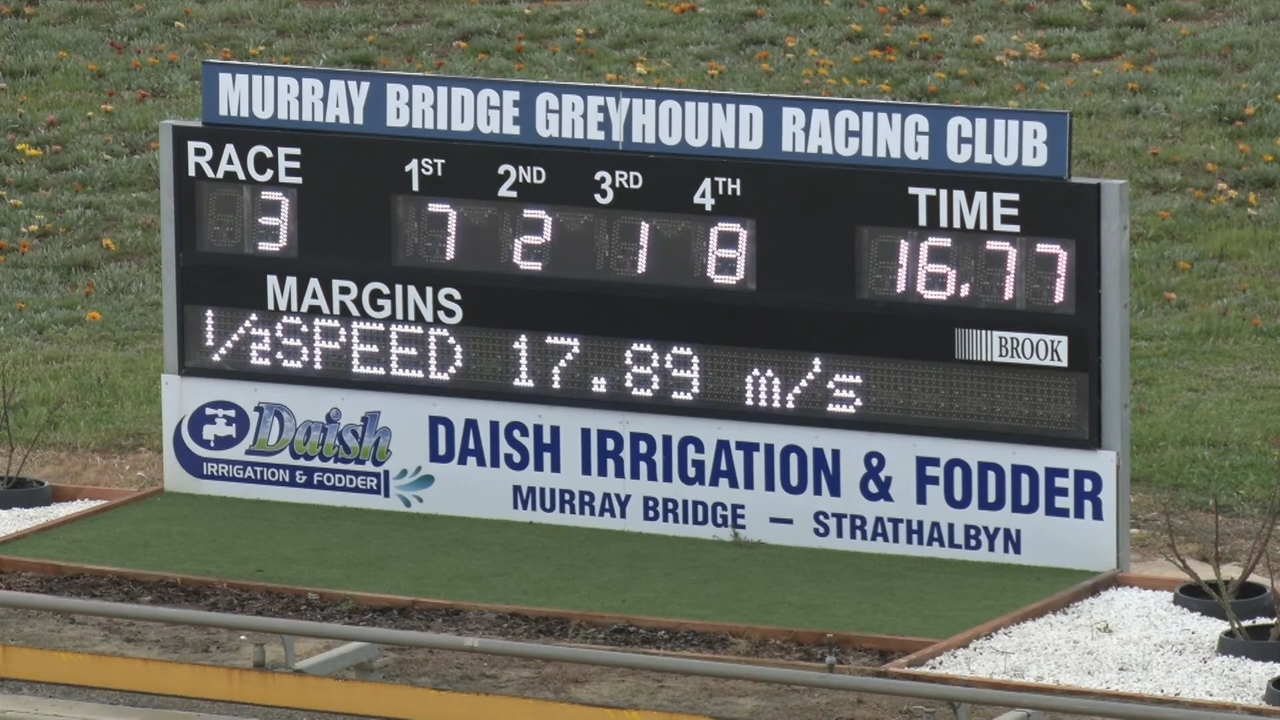 MURRAY BRIDGE GREYHOUND RACING CLUB
RACE 1ST 2ND 3RD 4TH TIME
3 7 2 1 8 16.77
MARGINS
BROOK
1/2SPEED 17.89 m/s
Daish
IRRIGATION & FODDER
DAISH IRRIGATION & FODDER
MURRAY BRIDGE – STRATHALBYN